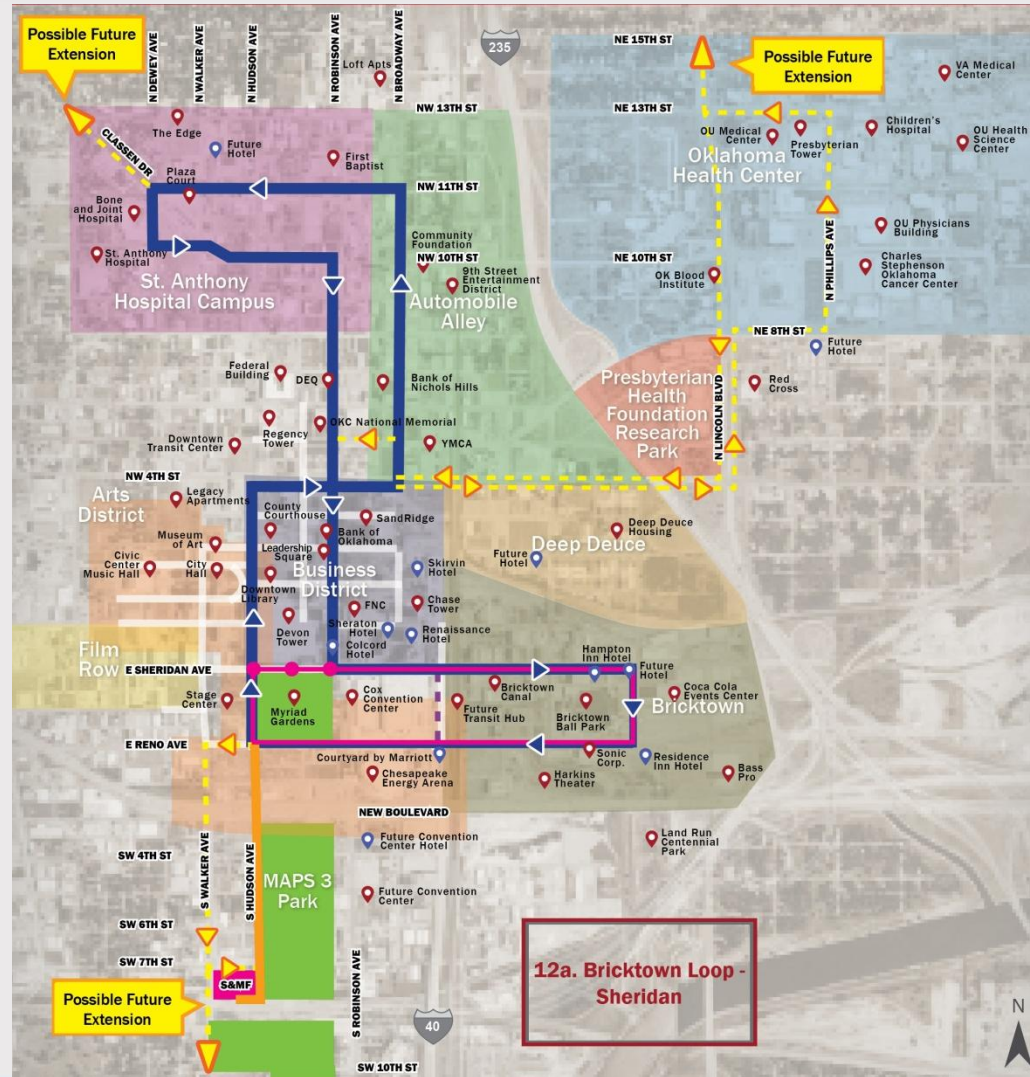 Possible Future
Extension
N DEWEY AVE
N WALKER AVE
N HUDSON AVE
N ROBINSON AVE
N BROADWAY AVE
235
NE 15TH ST
Possible Future
Extension
VA Medical
Center
Loft Apts
NW 13TH ST
NE 13TH ST
CLASSEN DR
The Edge
Future
Hotel
First
Baptist
OU Medical
Center
Presbyterian
Tower
Children's
Hospital
OU Health
Science
Center
Oklahoma
Health Center
Plaza
Court
NW 11TH ST
Bone
and Joint
Hospital
N PHILLIPS AVE
OU Physicians
Building
Community
Foundation
NW 10TH ST
NE 10TH ST
St. Anthony
Hospital
St. Anthony
Hospital Campus
9th Street
Entertainment
District
Automobile
Alley
OK Blood
Institute
Charles
Stephenson
Oklahoma
Cancer Center
NE 8TH ST
Future
Hotel
Federal
Building
DEQ
Bank of
Nichols Hills
Presbyterian
Health
Foundation
Research
Park
N LINCOLN BLVD
Red
Cross
Regency
Tower
OKC National Memorial
Downtown
Transit Center
YMCA
NW 4TH ST
Arts
District
Legacy
Apartments
County
Courthouse
SandRidge
Bank of
Oklahoma
Deep Deuce
Housing
Deep Deuce
Museum
of Art
Leadership
Square
Future
Hotel
Civic
Center
Music Hall
City
Hall
Business
District
Skirvin
Hotel
Downtown
Library
FNC
Chase
Tower
Devon
Tower
Sheraton
Hotel
Renaissance
Hotel
Colcord
Hotel
Film
Row
E SHERIDAN AVE
Hampton
Inn Hotel
Future
Hotel
Stage
Center
Myriad
Gardens
Cox
Convention
Center
Bricktown
Canal
Future
Transit Hub
Bricktown
Ball Park
Coca Cola
Events Center
Bricktown
E RENO AVE
Courtyard by Marriott
Sonic
Corp.
Residence
Inn Hotel
Chesapeake
Energy Arena
Harkins
Theater
Bass
Pro
NEW BOULEVARD
Future Convention
Center Hotel
Land Run
Centennial
Park
SW 4TH ST
S WALKER AVE
S HUDSON AVE
MAPS 3
Park
Future Convention
Center
SW 6TH ST
SW 7TH ST
S&MF
S ROBINSON AVE
12a. Bricktown Loop -
Sheridan
Possible Future
Extension
40
N
SW 10TH ST